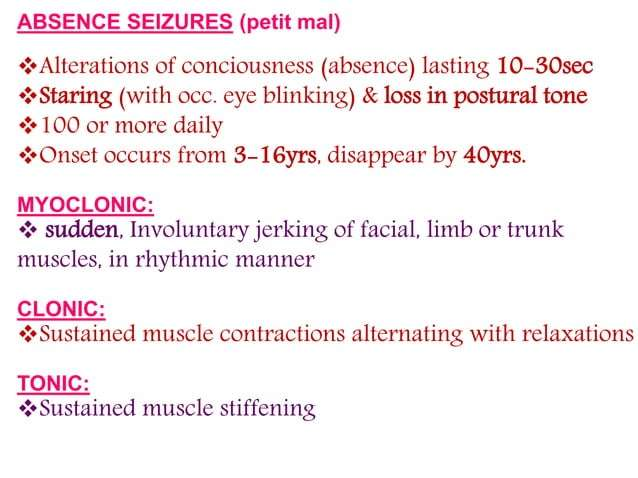 ABSENCE SEIZURES (petit mal)
❖Alterations of conciousness (absence) lasting 10-30sec
❖Staring (with occ. eye blinking) & loss in postural tone
❖100 or more daily
❖Onset occurs from 3-16yrs, disappear by 40yrs.
MYOCLONIC:
❖ sudden, Involuntary jerking of facial, limb or trunk
muscles, in rhythmic manner
CLONIC:
❖Sustained muscle contractions alternating with relaxations
TONIC:
❖Sustained muscle stiffening